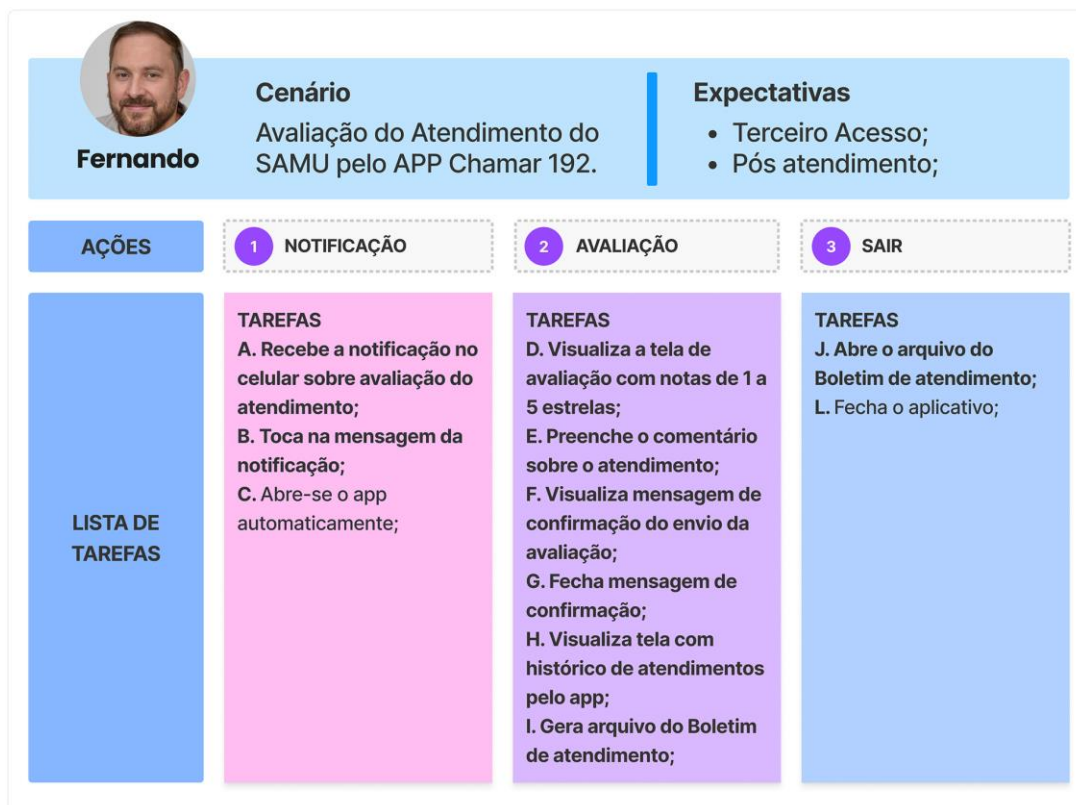 Fernando
Cenário
Avaliação do Atendimento do
SAMU pelo APP Chamar 192.
Expectativas
• Terceiro Acesso;
• Pós atendimento;
AÇÕES
1 NOTIFICAÇÃO
2 AVALIAÇÃO
3 SAIR
LISTA DE
TAREFAS
TAREFAS
A. Recebe a notificação no
celular sobre avaliação do
atendimento;
B. Toca na mensagem da
notificação;
C. Abre-se o app
automaticamente;
TAREFAS
D. Visualiza a tela de
avaliação com notas de 1 a
5 estrelas;
E. Preenche o comentário
sobre o atendimento;
F. Visualiza mensagem de
confirmação do envio da
avaliação;
G. Fecha mensagem de
confirmação;
H. Visualiza tela com
histórico de atendimentos
pelo app;
I. Gera arquivo do Boletim
de atendimento;
TAREFAS
J. Abre o arquivo do
Boletim de atendimento;
L. Fecha o aplicativo;